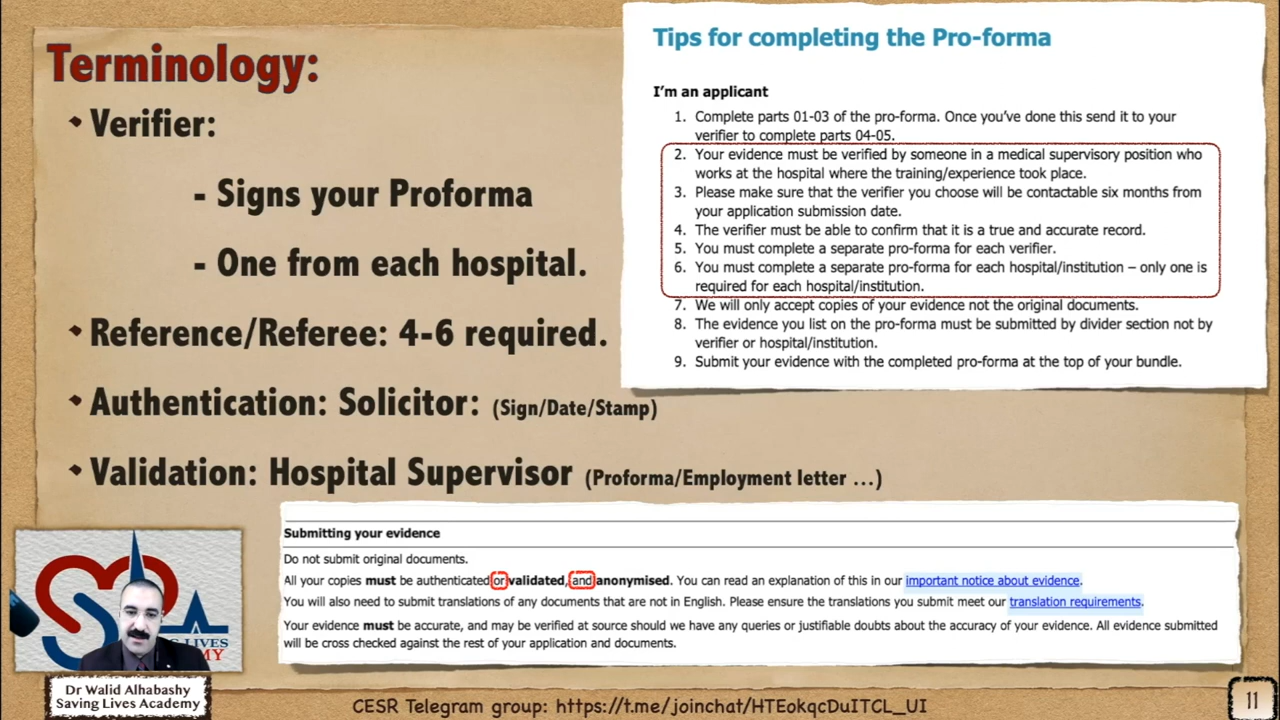 Terminology:
• Verifier:
- Signs your Proforma
- One from each hospital.
• Reference/Referee: 4-6 required.
• Authentication: Solicitor: (Sign/Date/Stamp)
• Validation: Hospital Supervisor (Proforma/Employment letter ...)
Tips for completing the Pro-forma
I'm an applicant
1. Complete parts 01-03 of the pro-forma. Once you've done this send it to your
verifier to complete parts 04-05.
2. Your evidence must be verified by someone in a medical supervisory position who
works at the hospital where the training/experience took place.
3. Please make sure that the verifier you choose will be contactable six months from
your application submission date.
4. The verifier must be able to confirm that it is a true and accurate record.
5. You must complete a separate pro-forma for each verifier.
6. You must complete a separate pro-forma for each hospital/institution – only one is
required for each hospital/institution.
7. We will only accept copies of your evidence not the original documents.
8. The evidence you list on the pro-forma must be submitted by divider section not by
verifier or hospital/institution.
9. Submit your evidence with the completed pro-forma at the top of your bundle.
Submitting your evidence
Do not submit original documents.
All your copies must be authenticated or validated, and anonymised. You can read an explanation of this in our important notice about evidence.
You will also need to submit translations of any documents that are not in English. Please ensure the translations you submit meet our translation requirements.
Your evidence must be accurate, and may be verified at source should we have any queries or justifiable doubts about the accuracy of your evidence. All evidence submitted
will be cross checked against the rest of your application and documents.
LIVES
Dr Walid Alhabashy
Saving Lives Academy
CESR Telegram group: https://t.me/joinchat/HTEokqcDuITCL_UI
11